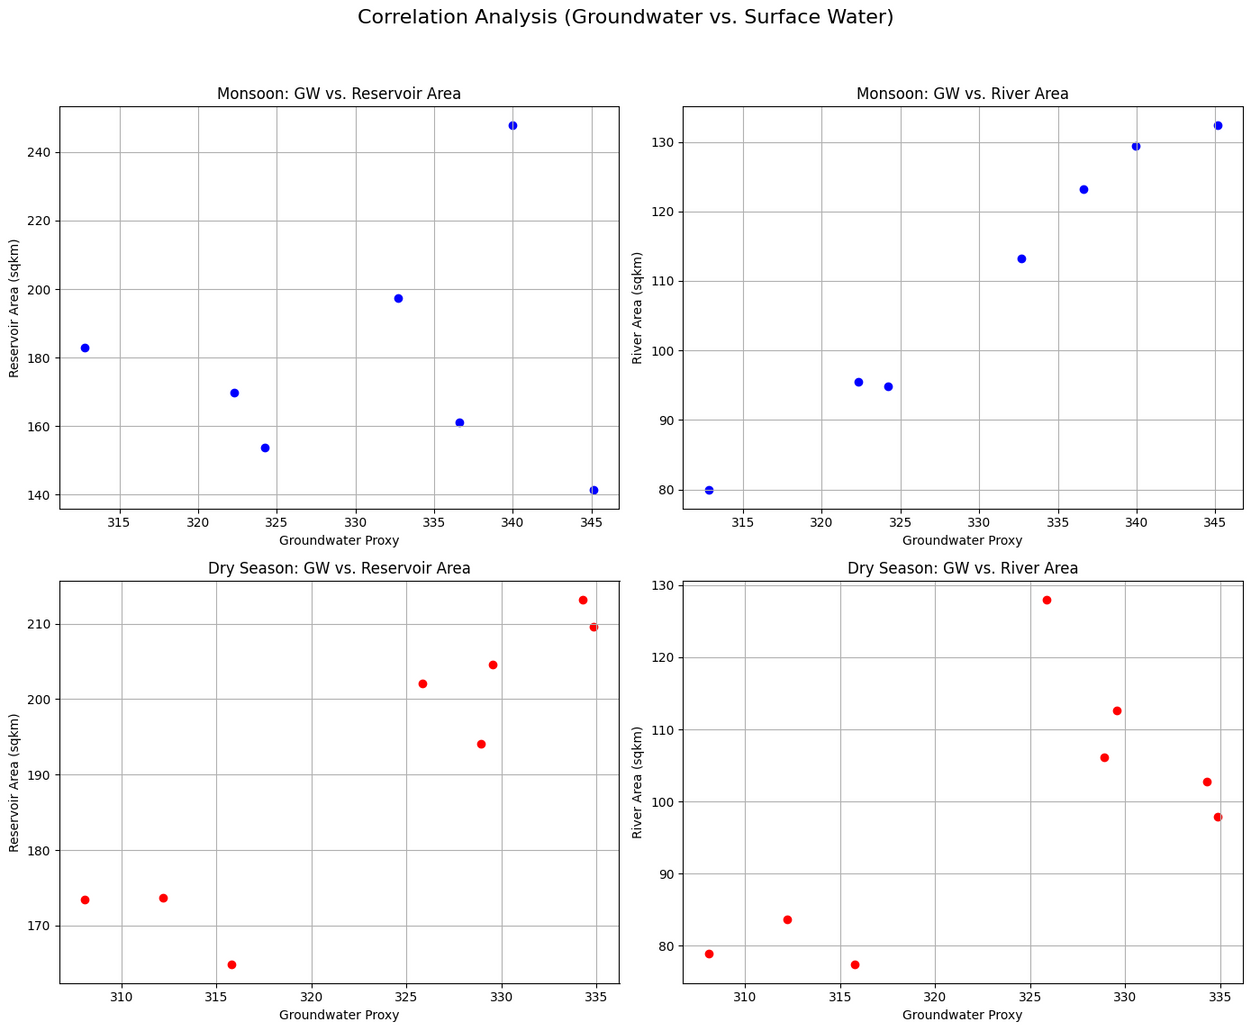 Correlation Analysis (Groundwater vs. Surface Water)
Monsoon: GW vs. Reservoir Area
Reservoir Area (sqkm)
240
220
200
180
160
140
315 320 325 330 335 340 345
Groundwater Proxy
Monsoon: GW vs. River Area
River Area (sqkm)
130
120
110
100
90
80
315 320 325 330 335 340 345
Groundwater Proxy
Dry Season: GW vs. Reservoir Area
Reservoir Area (sqkm)
210
200
190
180
170
310 315 320 325 330 335
Groundwater Proxy
Dry Season: GW vs. River Area
River Area (sqkm)
130
120
110
100
90
80
310 315 320 325 330 335
Groundwater Proxy